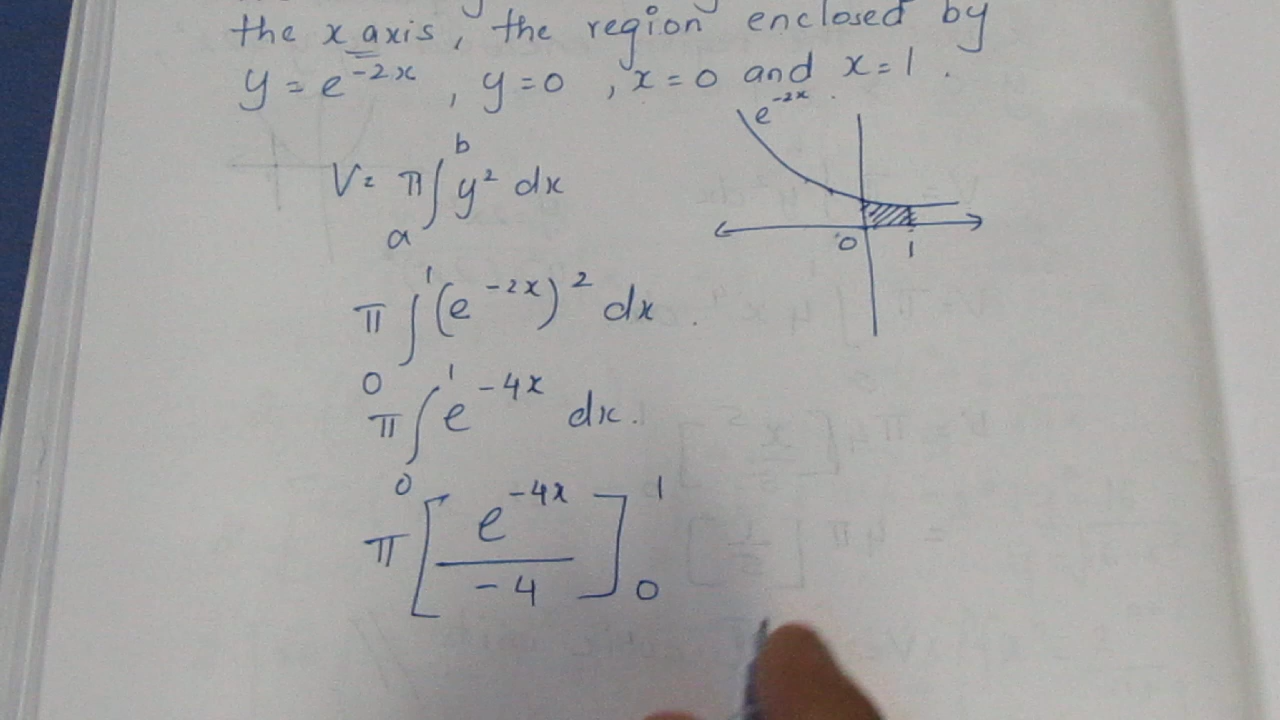 the x axis, the region enclosed by
y = e^-2x , y=0 , x=0 and x=1 .
e^-2x
V= π∫_a^b y² dx
0 1
π∫_0^1 (e^-2x)² dx .
π∫_0^1 e^-4x dx.
π[e^-4x / -4]_0^1